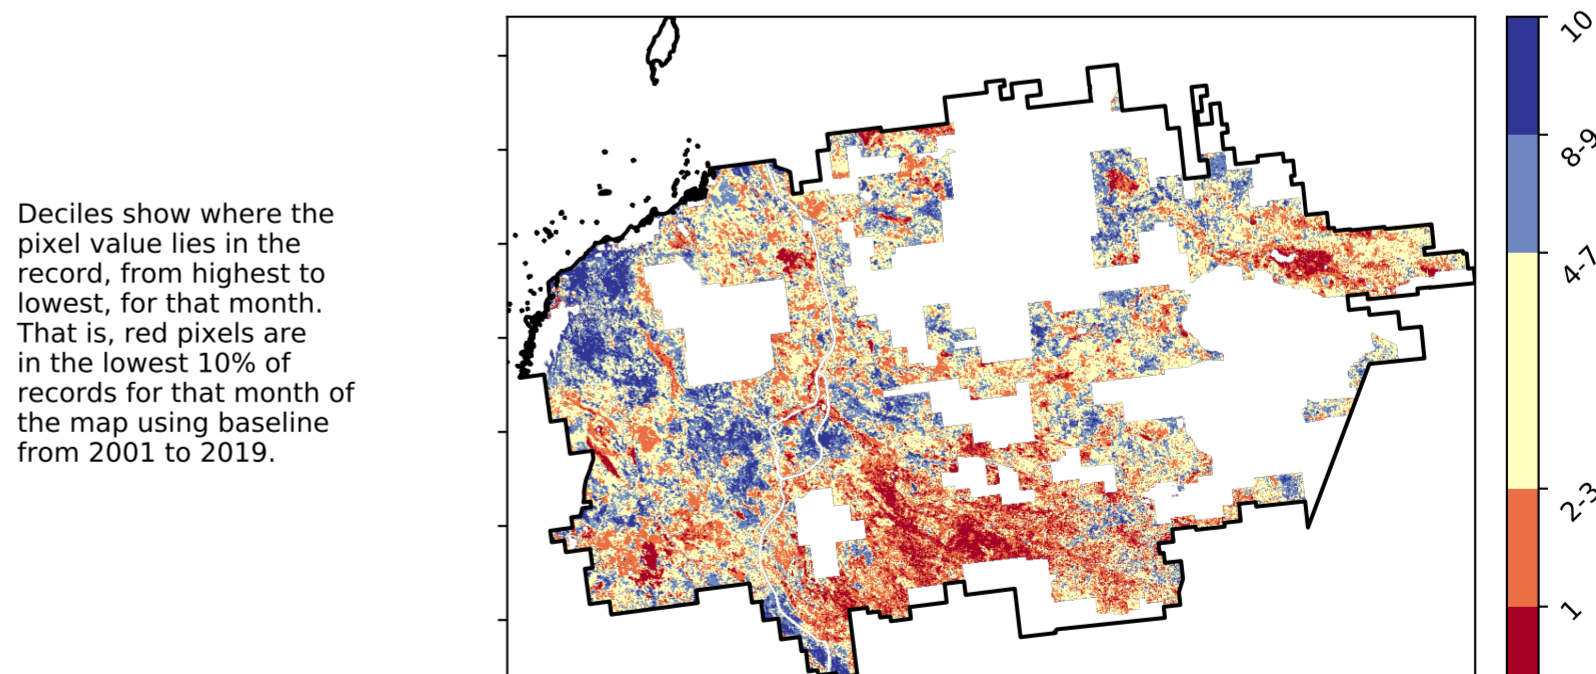 Deciles show where the
pixel value lies in the
record, from highest to
lowest, for that month.
That is, red pixels are
in the lowest 10% of
records for that month of
the map using baseline
from 2001 to 2019.
10
8-9
4-7
2-3
1